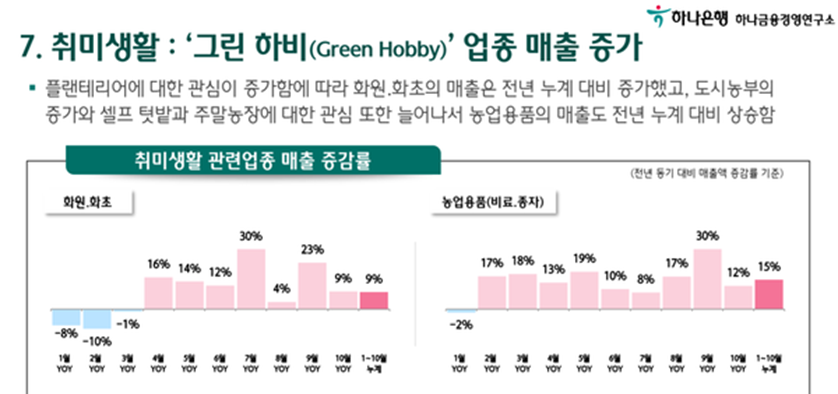 하나은행 하나금융경영연구소
7. 취미생활 : ‘그린 하비(Green Hobby)’ 업종 매출 증가
▪ 플랜테리어에 대한 관심이 증가함에 따라 화원.화초의 매출은 전년 누계 대비 증가했고, 도시농부의
증가와 셀프 텃밭과 주말농장에 대한 관심 또한 늘어나서 농업용품의 매출도 전년 누계 대비 상승함
취미생활 관련업종 매출 증감률
(전년 동기 대비 매출액 증감률 기준)
화원.화초
-8% -10% -1% 16% 14% 12% 30% 4% 23% 9% 9%
1월 2월 3월 4월 5월 6월 7월 8월 9월 10월 1~10월
YOY YOY YOY YOY YOY YOY YOY YOY YOY YOY 누계
농업용품(비료.종자)
-2% 17% 18% 13% 19% 10% 8% 17% 30% 12% 15%
1월 2월 3월 4월 5월 6월 7월 8월 9월 10월 1~10월
YOY YOY YOY YOY YOY YOY YOY YOY YOY YOY 누계